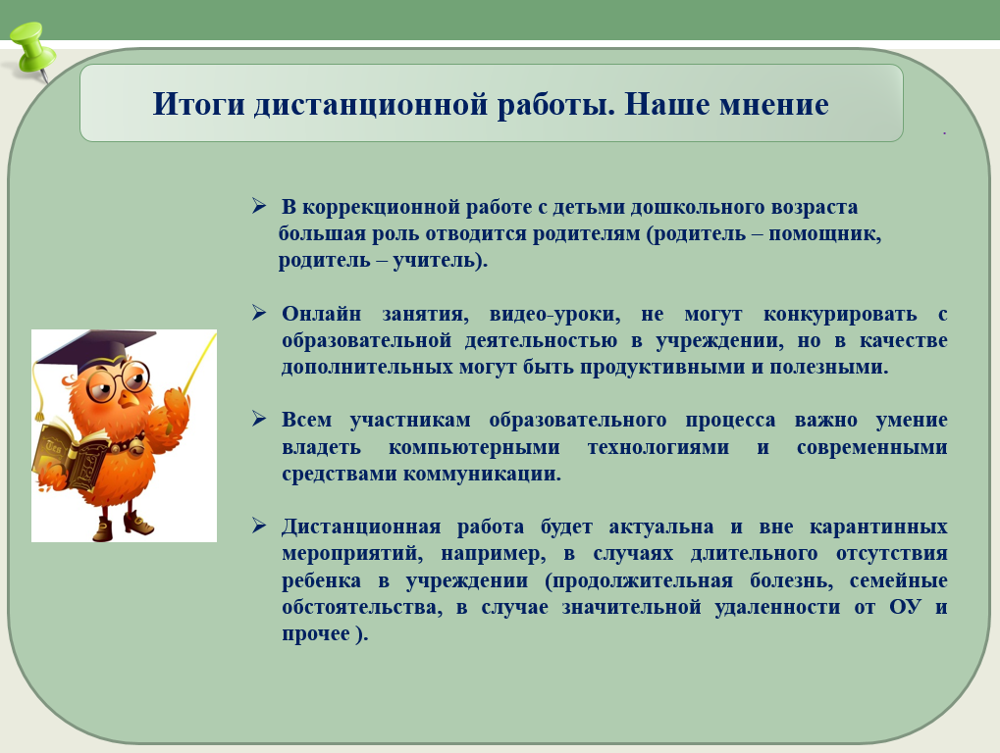 Итоги дистанционной работы. Наше мнение
В коррекционной работе с детьми дошкольного возраста
большая роль отводится родителям (родитель – помощник,
родитель – учитель).
Онлайн занятия, видео-уроки, не могут конкурировать с
образовательной деятельностью в учреждении, но в качестве
дополнительных могут быть продуктивными и полезными.
Всем участникам образовательного процесса важно умение
владеть компьютерными технологиями и современными
средствами коммуникации.
Дистанционная работа будет актуальна и вне карантинных
мероприятий, например, в случаях длительного отсутствия
ребенка в учреждении (продолжительная болезнь, семейные
обстоятельства, в случае значительной удаленности от ОУ и
прочее ).